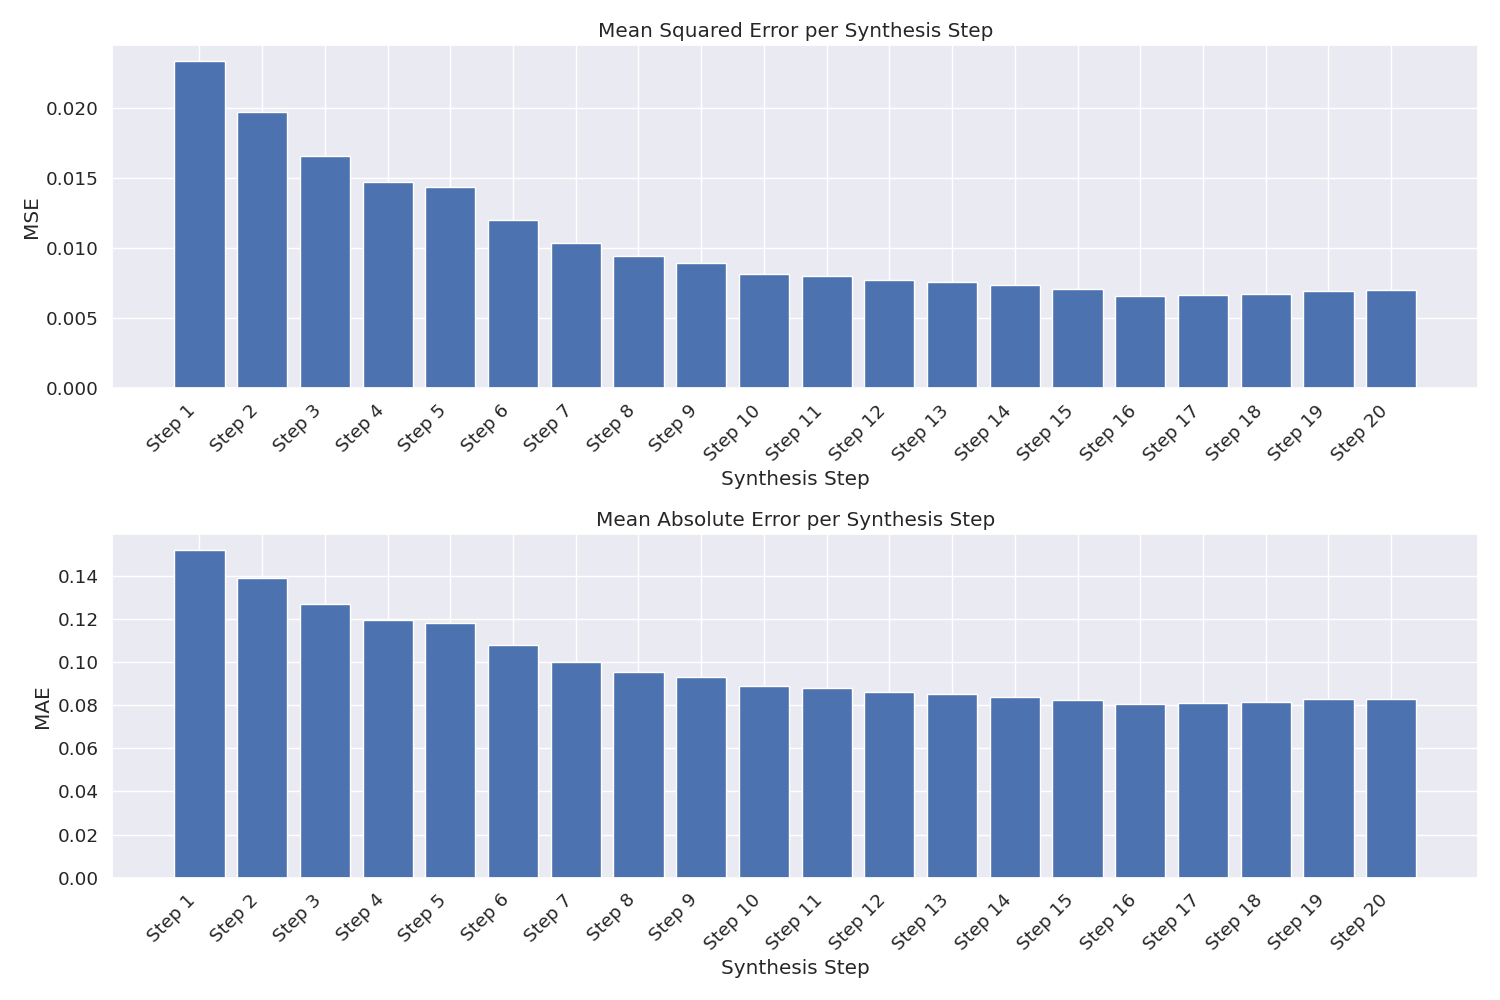 Mean Squared Error per Synthesis Step
MSE
0.020
0.015
0.010
0.005
0.000
Step 1
Step 2
Step 3
Step 4
Step 5
Step 6
Step 7
Step 8
Step 9
Step 10
Step 11
Step 12
Step 13
Step 14
Step 15
Step 16
Step 17
Step 18
Step 19
Step 20
Synthesis Step
Mean Absolute Error per Synthesis Step
MAE
0.14
0.12
0.10
0.08
0.06
0.04
0.02
0.00
Step 1
Step 2
Step 3
Step 4
Step 5
Step 6
Step 7
Step 8
Step 9
Step 10
Step 11
Step 12
Step 13
Step 14
Step 15
Step 16
Step 17
Step 18
Step 19
Step 20
Synthesis Step